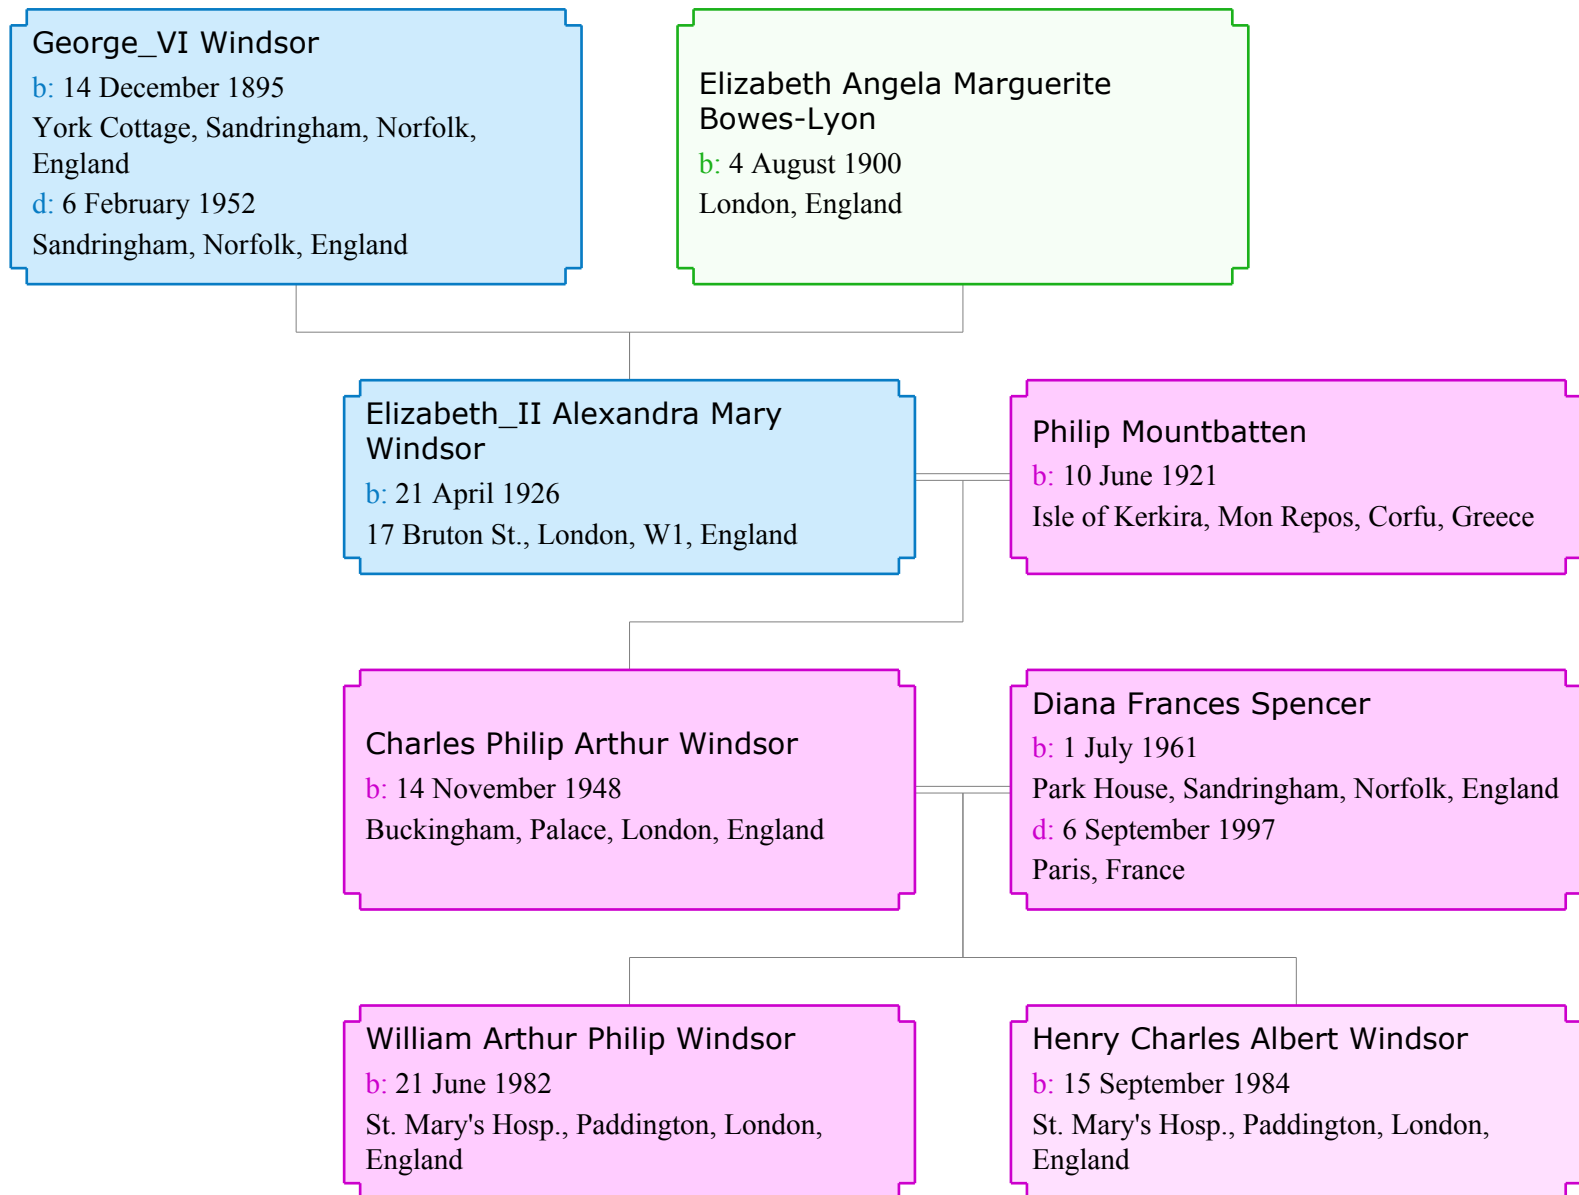 George_VI Windsor
b: 14 December 1895
York Cottage, Sandringham, Norfolk,
England
d: 6 February 1952
Sandringham, Norfolk, England
Elizabeth Angela Marguerite
Bowes-Lyon
b: 4 August 1900
London, England
Elizabeth_II Alexandra Mary
Windsor
b: 21 April 1926
17 Bruton St., London, W1, England
Philip Mountbatten
b: 10 June 1921
Isle of Kerkira, Mon Repos, Corfu, Greece
Charles Philip Arthur Windsor
b: 14 November 1948
Buckingham, Palace, London, England
Diana Frances Spencer
b: 1 July 1961
Park House, Sandringham, Norfolk, England
d: 6 September 1997
Paris, France
William Arthur Philip Windsor
b: 21 June 1982
St. Mary's Hosp., Paddington, London,
England
Henry Charles Albert Windsor
b: 15 September 1984
St. Mary's Hosp., Paddington, London,
England